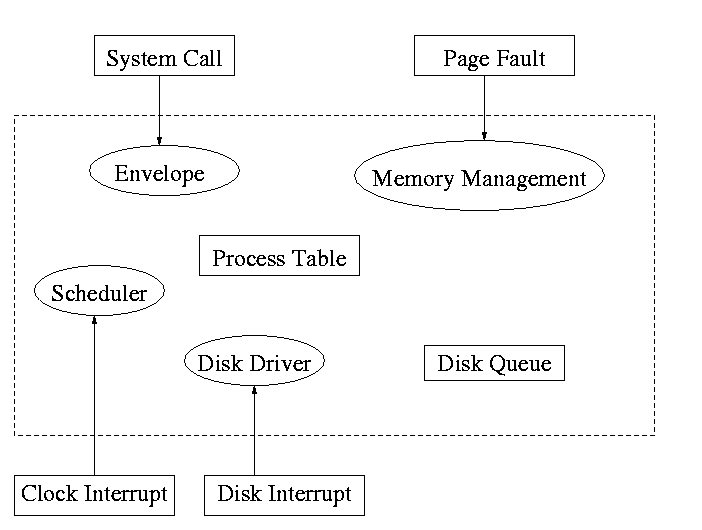 System Call
Page Fault
Envelope
Memory Management
Process Table
Scheduler
Disk Driver
Disk Queue
Clock Interrupt
Disk Interrupt